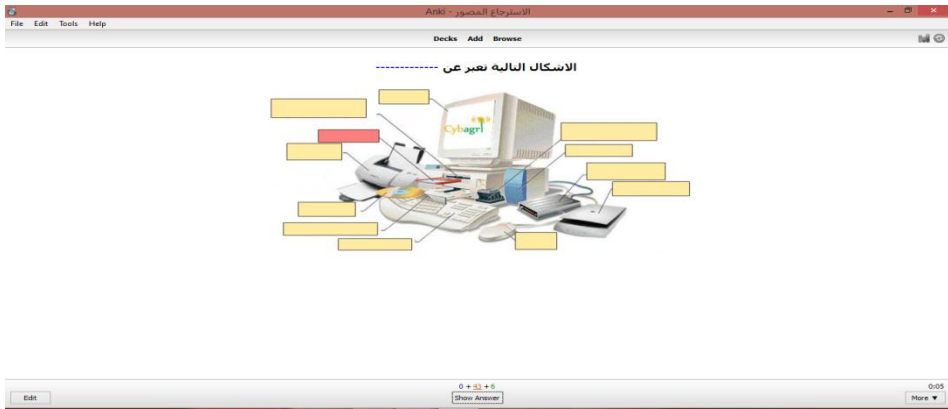 الاسترجاع المصور - Anki
File Edit Tools Help
Decks Add Browse
الاشكال التالية تعبر عن -------------
Cybagri
0 + 43 + 6
0:05
Edit
Show Answer
More ▼